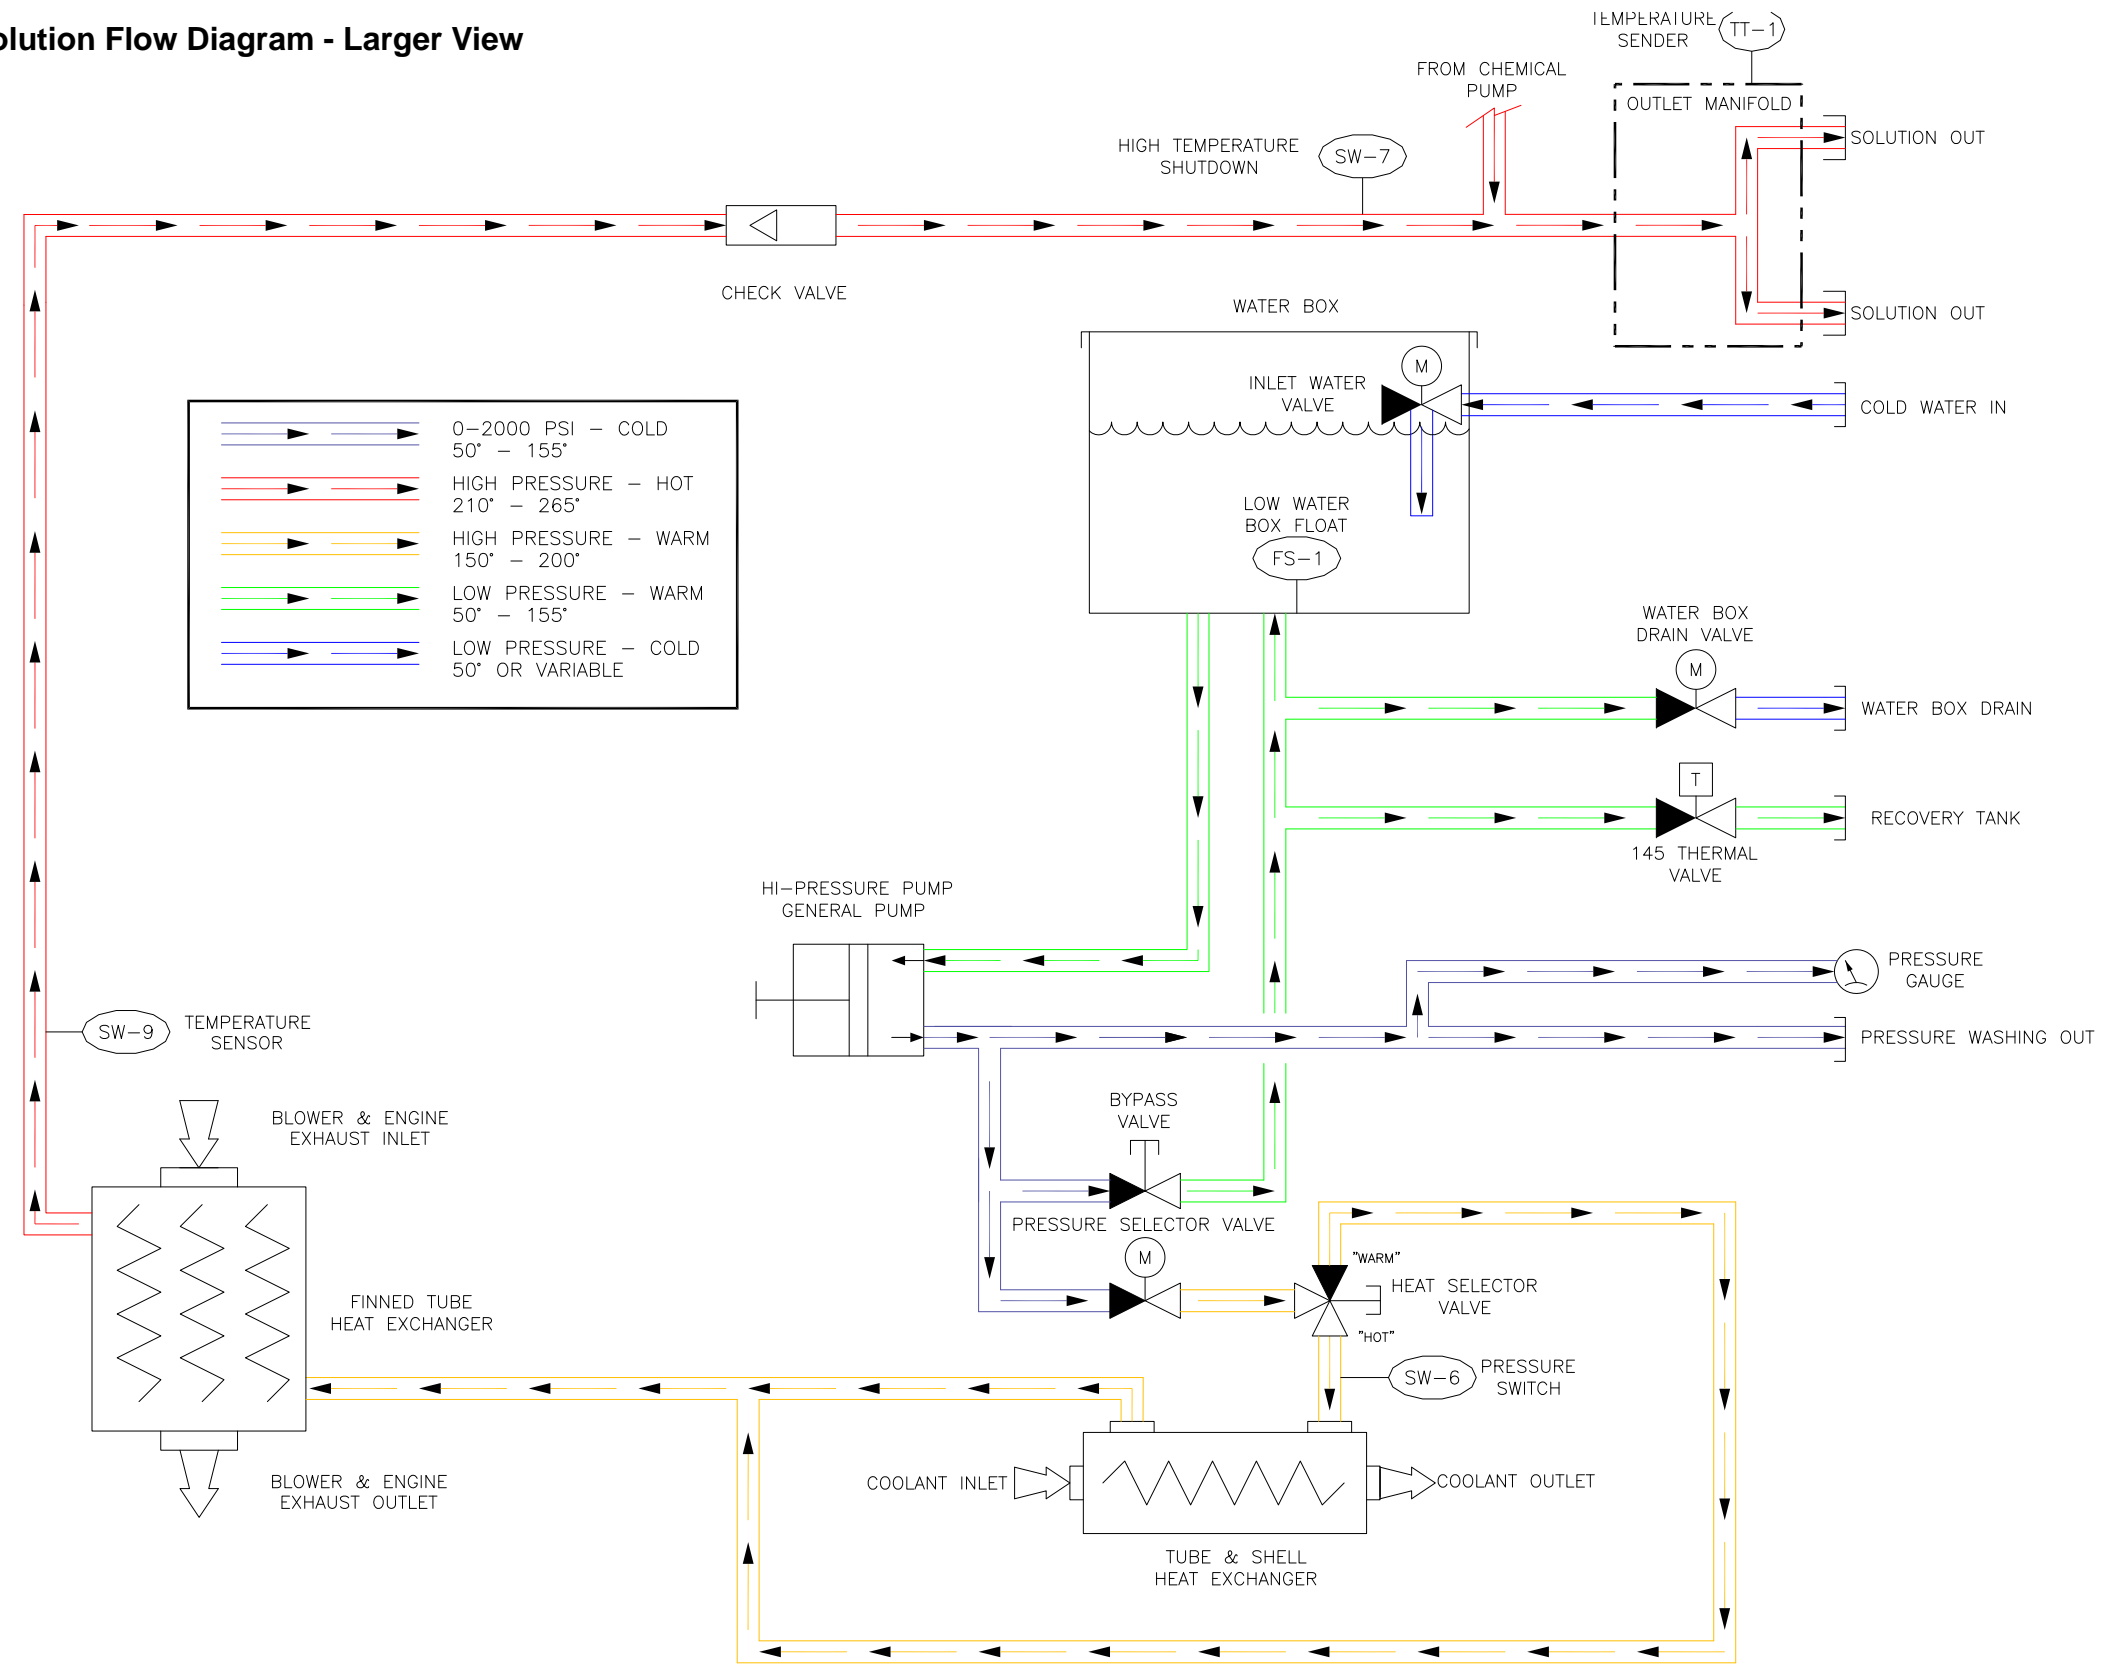 olution Flow Diagram - Larger View
TEMPERATURE
SENDER
TT-1
FROM CHEMICAL
PUMP
OUTLET MANIFOLD
SOLUTION OUT
HIGH TEMPERATURE
SHUTDOWN
SW-7
CHECK VALVE
SOLUTION OUT
WATER BOX
M
INLET WATER
VALVE
COLD WATER IN
0-2000 PSI - COLD
50° - 155°
HIGH PRESSURE - HOT
210° - 265°
HIGH PRESSURE - WARM
150° - 200°
LOW PRESSURE - WARM
50° - 155°
LOW PRESSURE - COLD
50° OR VARIABLE
LOW WATER
BOX FLOAT
FS-1
WATER BOX
DRAIN VALVE
M
WATER BOX DRAIN
T
RECOVERY TANK
145 THERMAL
VALVE
HI-PRESSURE PUMP
GENERAL PUMP
PRESSURE
GAUGE
PRESSURE WASHING OUT
SW-9
TEMPERATURE
SENSOR
BLOWER & ENGINE
EXHAUST INLET
BYPASS
VALVE
PRESSURE SELECTOR VALVE
M
"WARM"
HEAT SELECTOR
VALVE
"HOT"
FINNED TUBE
HEAT EXCHANGER
SW-6
PRESSURE
SWITCH
BLOWER & ENGINE
EXHAUST OUTLET
COOLANT INLET
COOLANT OUTLET
TUBE & SHELL
HEAT EXCHANGER